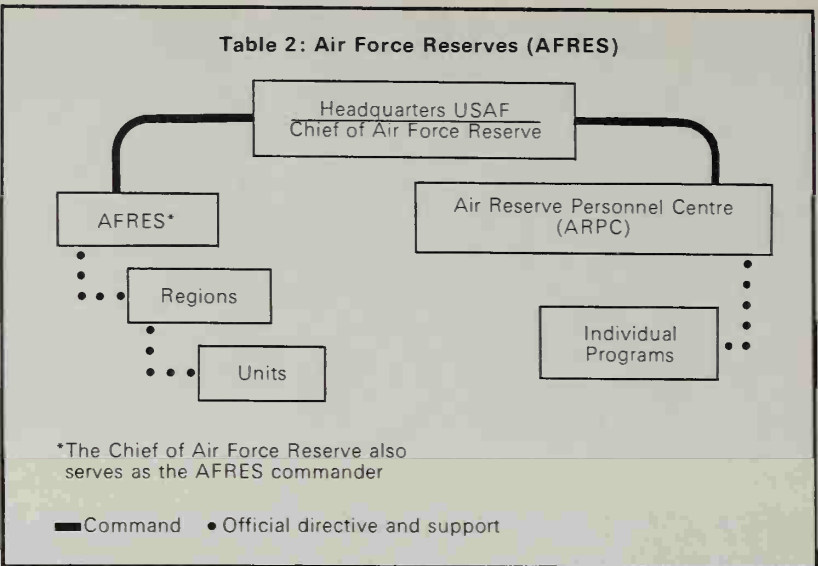 Table 2: Air Force Reserves (AFRES)
Headquarters USAF
Chief of Air Force Reserve
AFRES*
Air Reserve Personnel Centre
(ARPC)
Regions
Individual
Programs
Units
*The Chief of Air Force Reserve also
serves as the AFRES commander
Command • Official directive and support